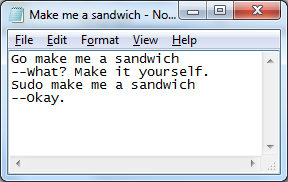 Make me a sandwich - No...
File Edit Format View Help
Go make me a sandwich
--What? Make it yourself.
Sudo make me a sandwich
--Okay.